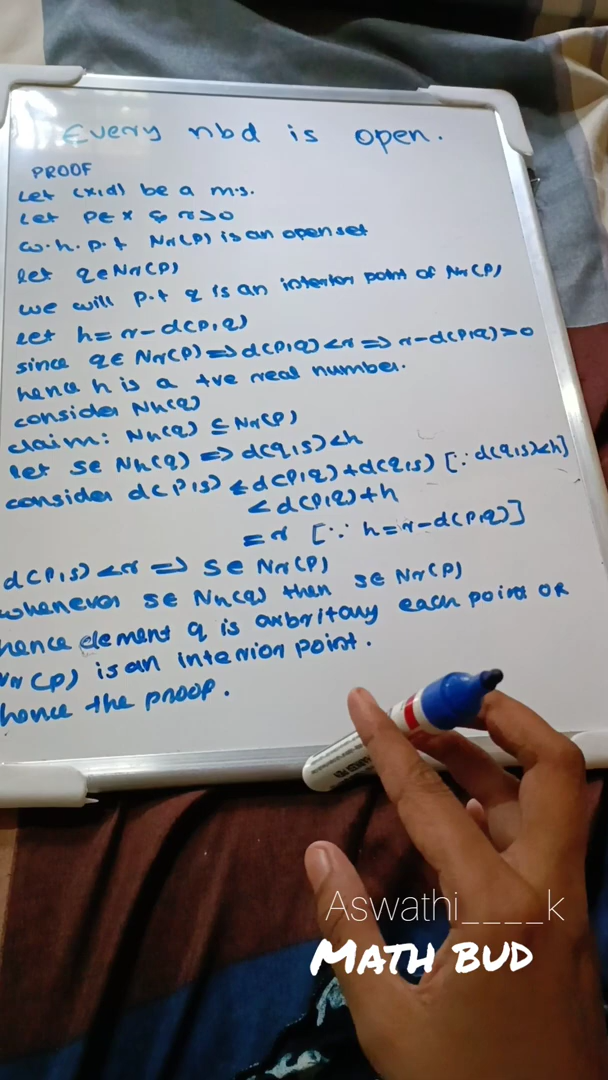 Every nbd is open.
PROOF
Let (X,d) be a m.s.
Let P∈X & r>0
w.h.p.t Nr(P) is an open set
let q∈Nr(P)
we will p.t q is an interior point of Nr(P)
Let h=r-d(P,q)
since q∈Nr(P)⇒d(P,q)<r⇒r-d(P,q)>0
hence h is a +ve real number.
consider Nh(q)
claim: Nh(q)⊆Nr(P)
let s∈Nh(q)⇒d(q,s)<h
consider d(P,s)≤d(P,q)+d(q,s) [∵d(q,s)<h]
<d(P,q)+h
=r [∵h=r-d(P,q)]
d(P,s)<r⇒s∈Nr(P)
whenever s∈Nh(q) then s∈Nr(P)
hence element q is arbritary each point of
Nr(P) is an interior point.
hence the proof.
Aswathi____k
MATH BUD